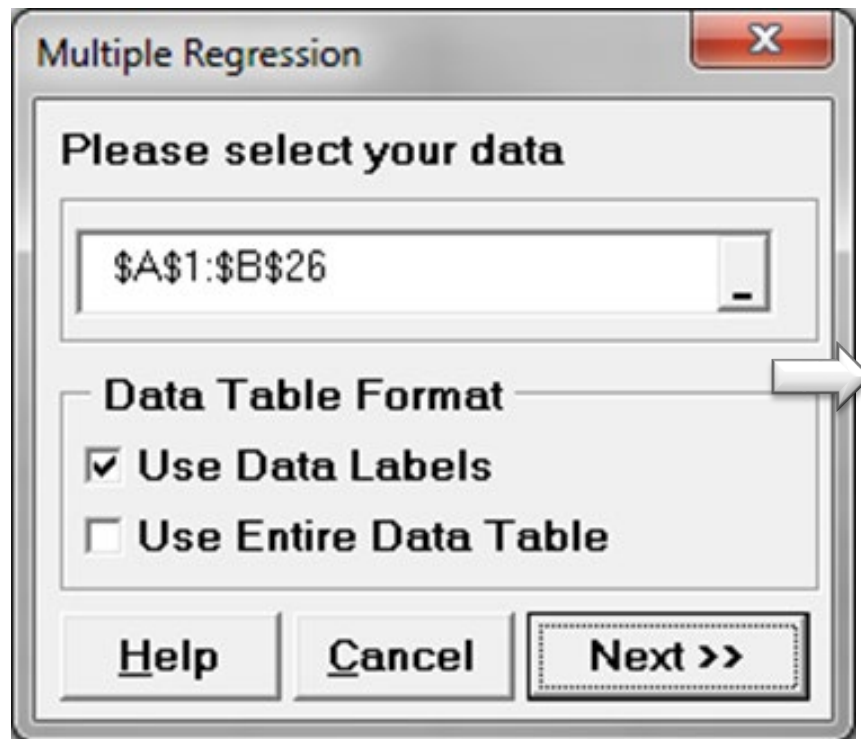 Multiple Regression
Please select your data
$A$1:$B$26
Data Table Format
Use Data Labels
Use Entire Data Table
Help Cancel Next >>